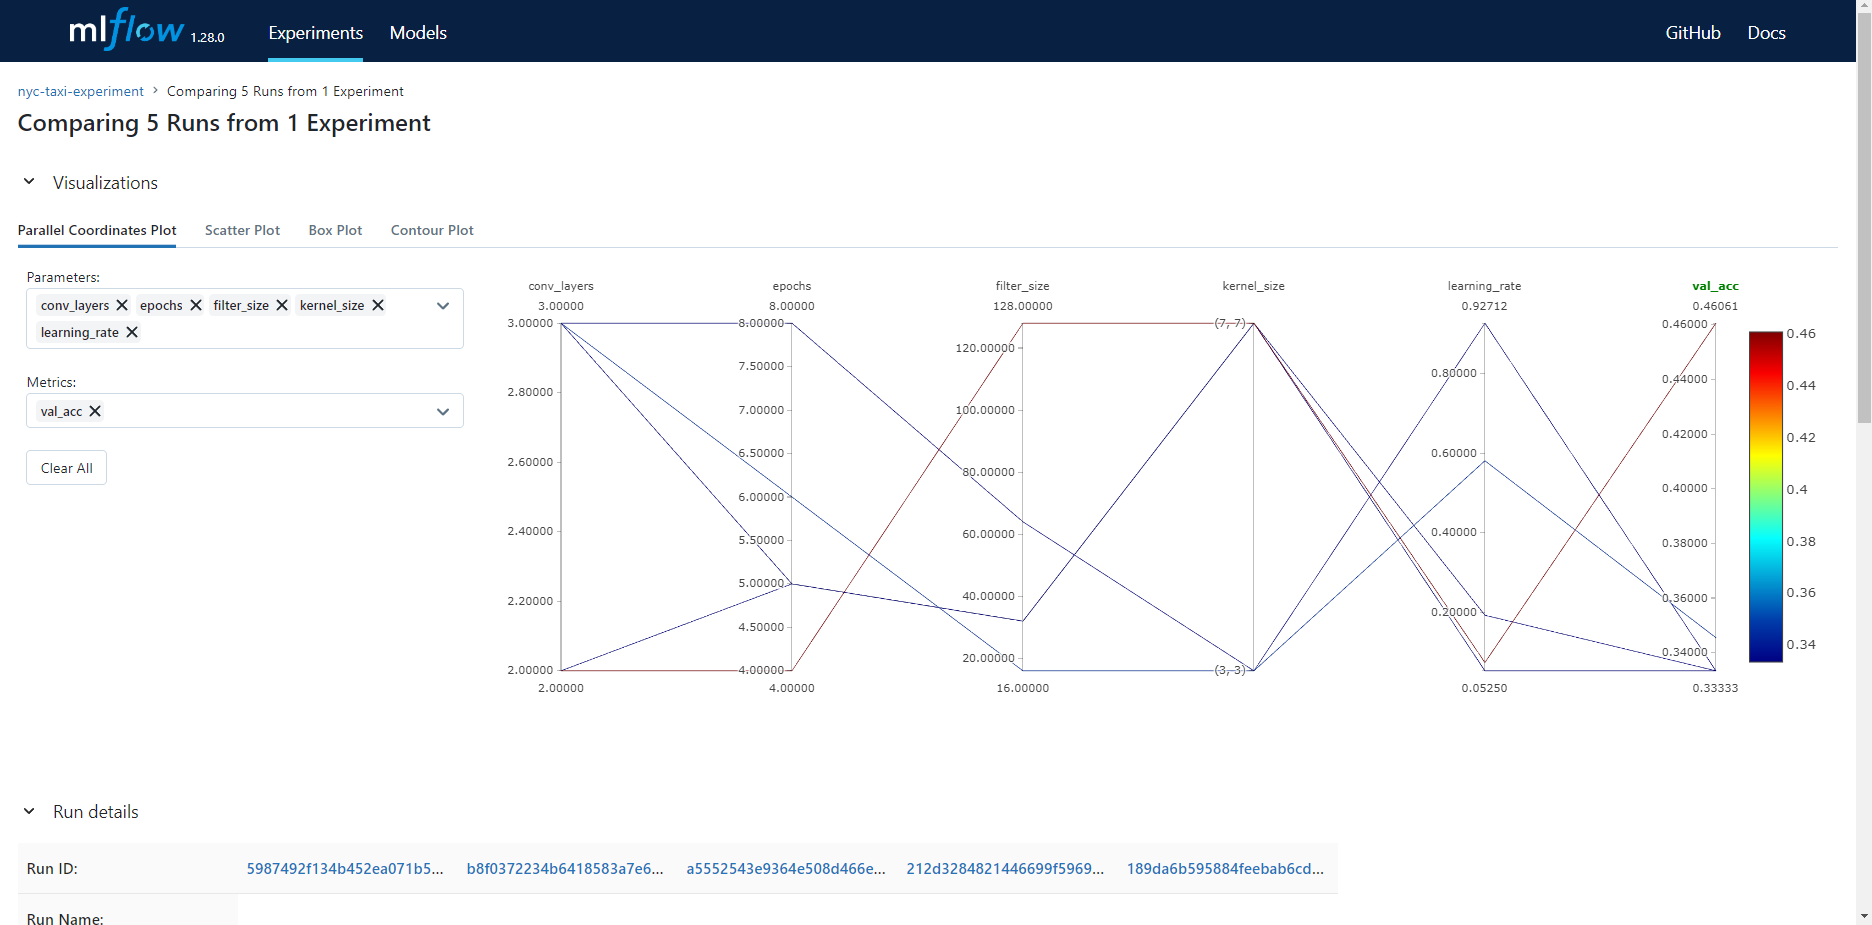 mlflow 1.28.0 Experiments Models GitHub Docs
nyc-taxi-experiment > Comparing 5 Runs from 1 Experiment
Comparing 5 Runs from 1 Experiment
Visualizations
Parallel Coordinates Plot Scatter Plot Box Plot Contour Plot
Parameters:
conv_layers epochs filter_size kernel_size
learning_rate
Metrics:
val_acc
Clear All
conv_layers
3.00000
3.00000
2.80000
2.60000
2.40000
2.20000
2.00000
2.00000
epochs
8.00000
8.00000
7.50000
7.00000
6.50000
6.00000
5.50000
5.00000
4.50000
4.00000
4.00000
filter_size
128.00000
120.00000
100.00000
80.00000
60.00000
40.00000
20.00000
16.00000
kernel_size
(7, 7)
(3, 3)
learning_rate
0.92712
0.80000
0.60000
0.40000
0.20000
0.05250
val_acc
0.46061
0.46000
0.44000
0.42000
0.40000
0.38000
0.36000
0.34000
0.33333
0.46
0.44
0.42
0.4
0.38
0.36
0.34
Run details
Run ID: 5987492f134b452ea071b5... b8f0372234b6418583a7e6... a5552543e9364e508d466e... 212d3284821446699f5969... 189da6b595884feebab6cd...
Run Name: